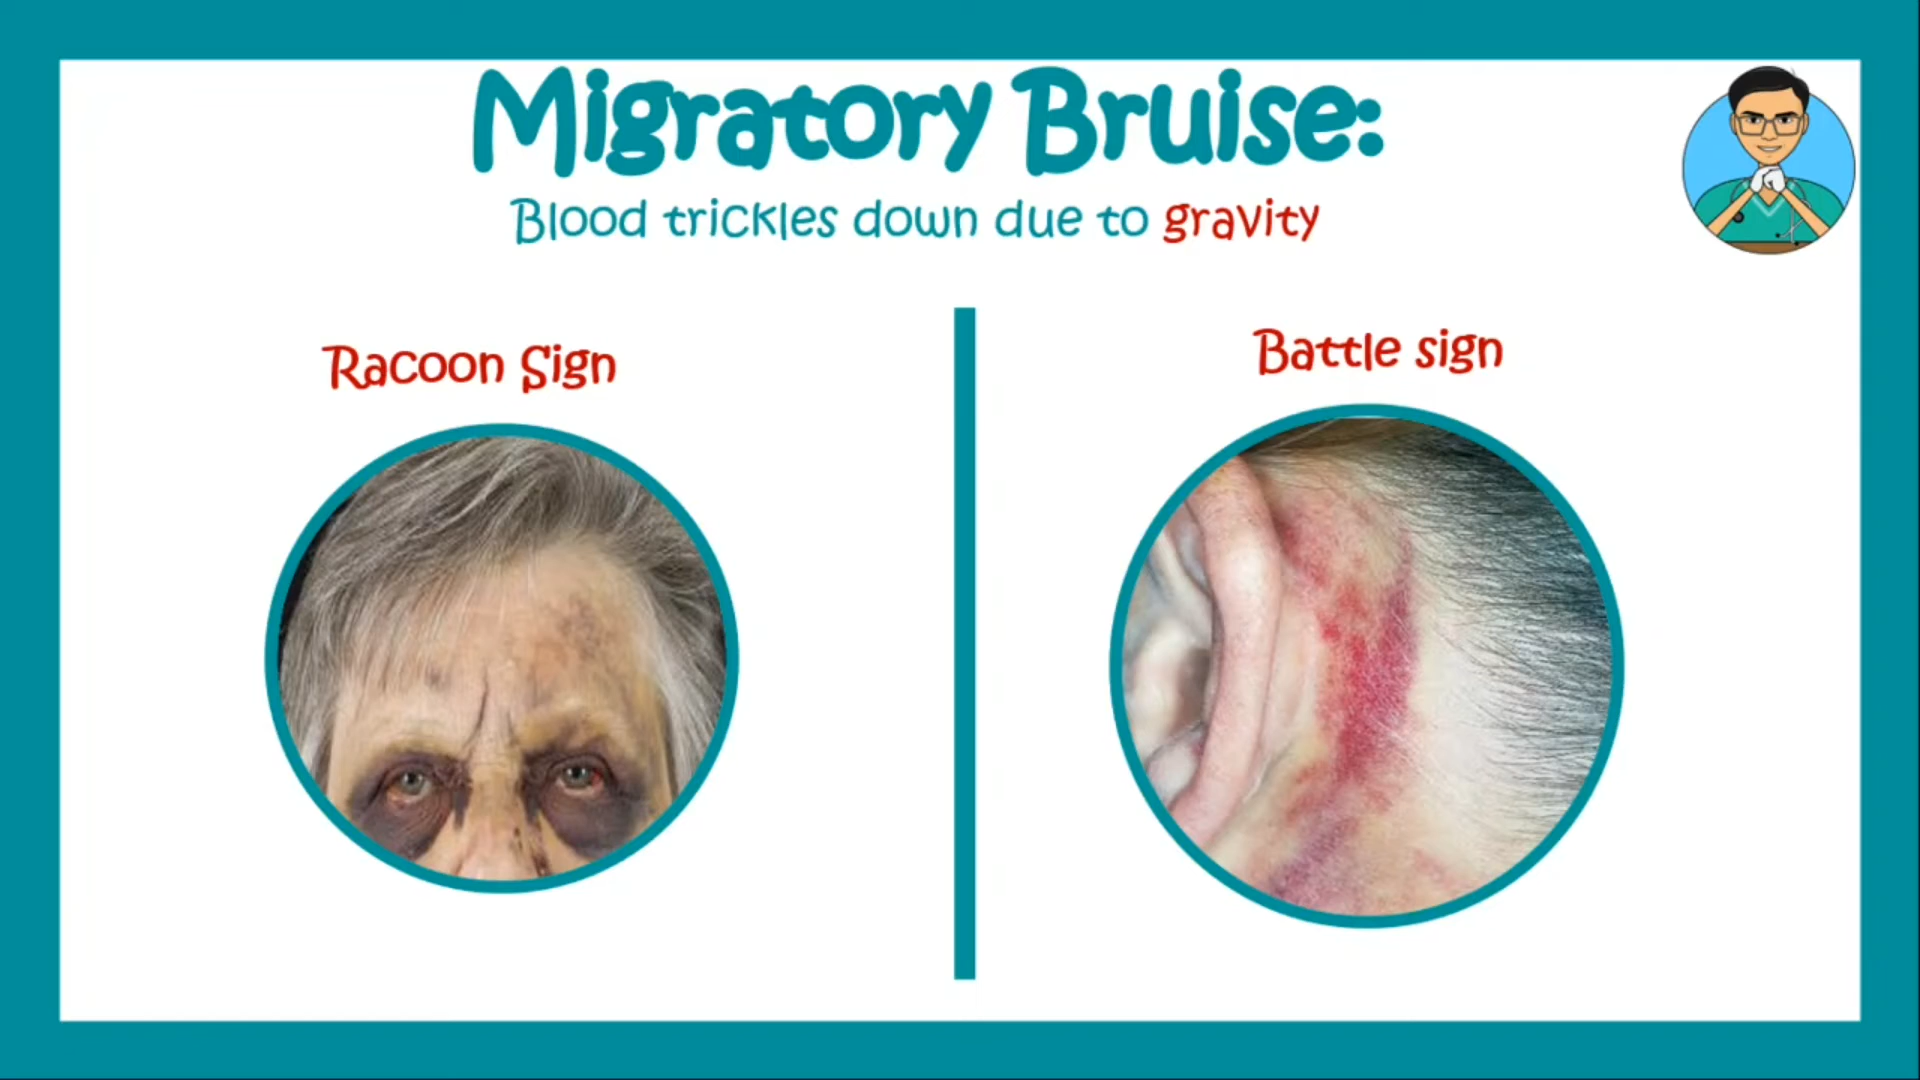 Migratory Bruise:
Blood trickles down due to gravity
Racoon Sign
Battle sign